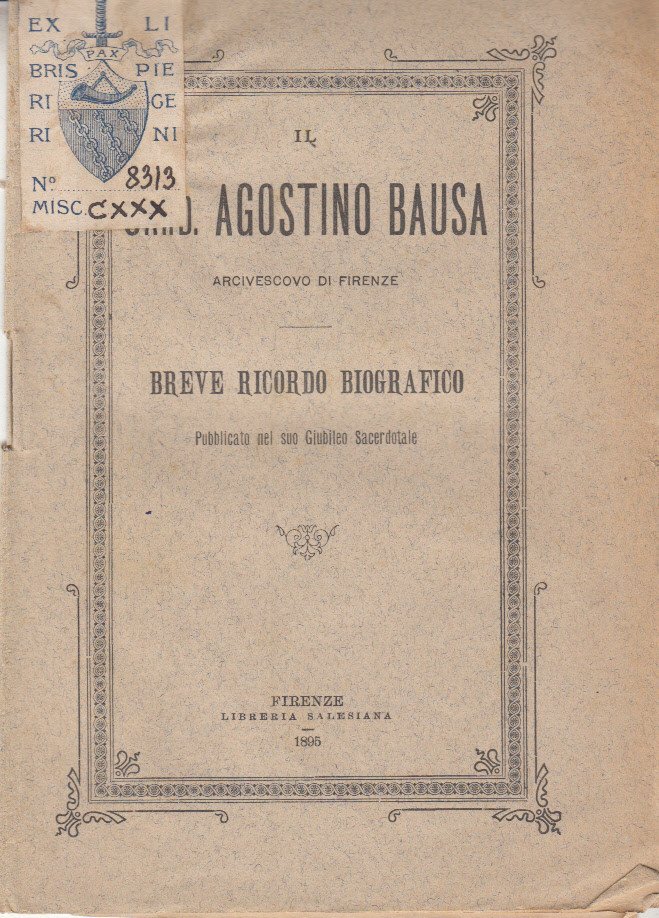 EX LI
PAX
BRIS PIE
RI GE
RI NI
Nº 8313
MISC. CXXX
IL
CARD. AGOSTINO BAUSA
ARCIVESCOVO DI FIRENZE
BREVE RICORDO BIOGRAFICO
Pubblicato nel suo Giubileo Sacerdotale
FIRENZE
LIBRERIA SALESIANA
1895